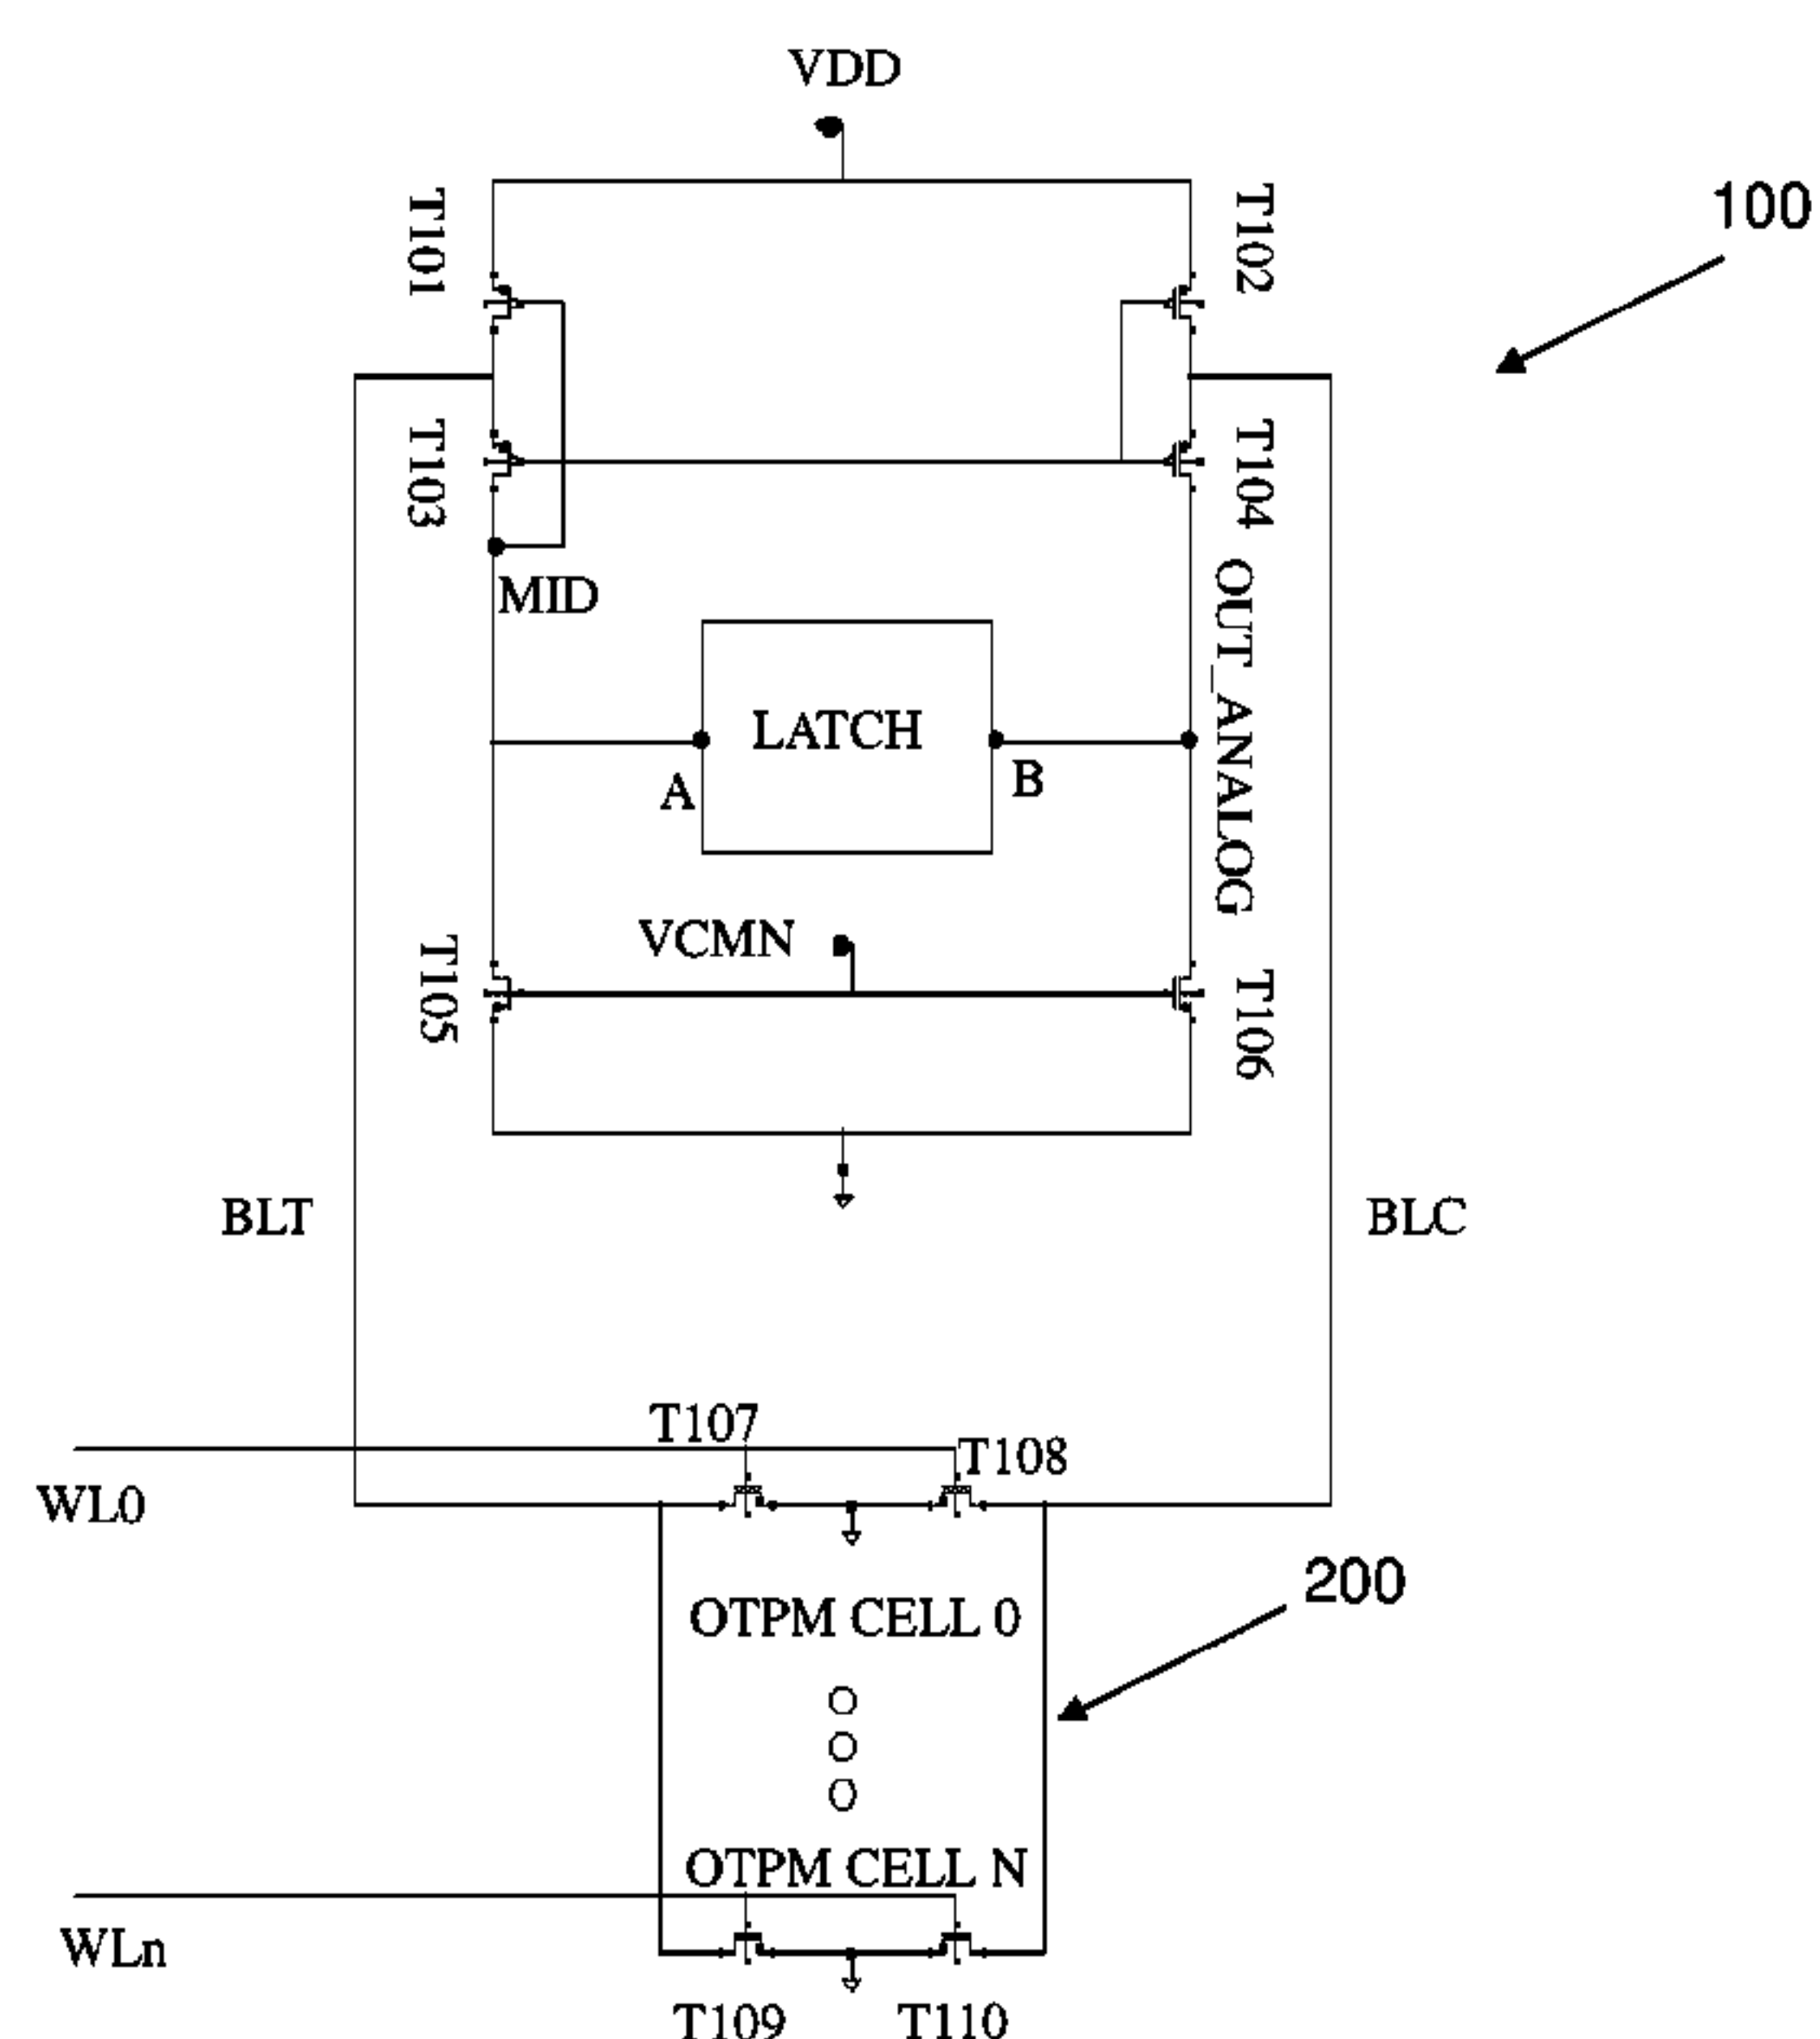 VDD
100
T101
T102
T103
T104
MID
OUT_ANALOG
LATCH
A
B
VCMN
T105
T106
BLT
BLC
T107
T108
WL0
200
OTPM CELL 0
OTPM CELL N
WLn
T109
T110